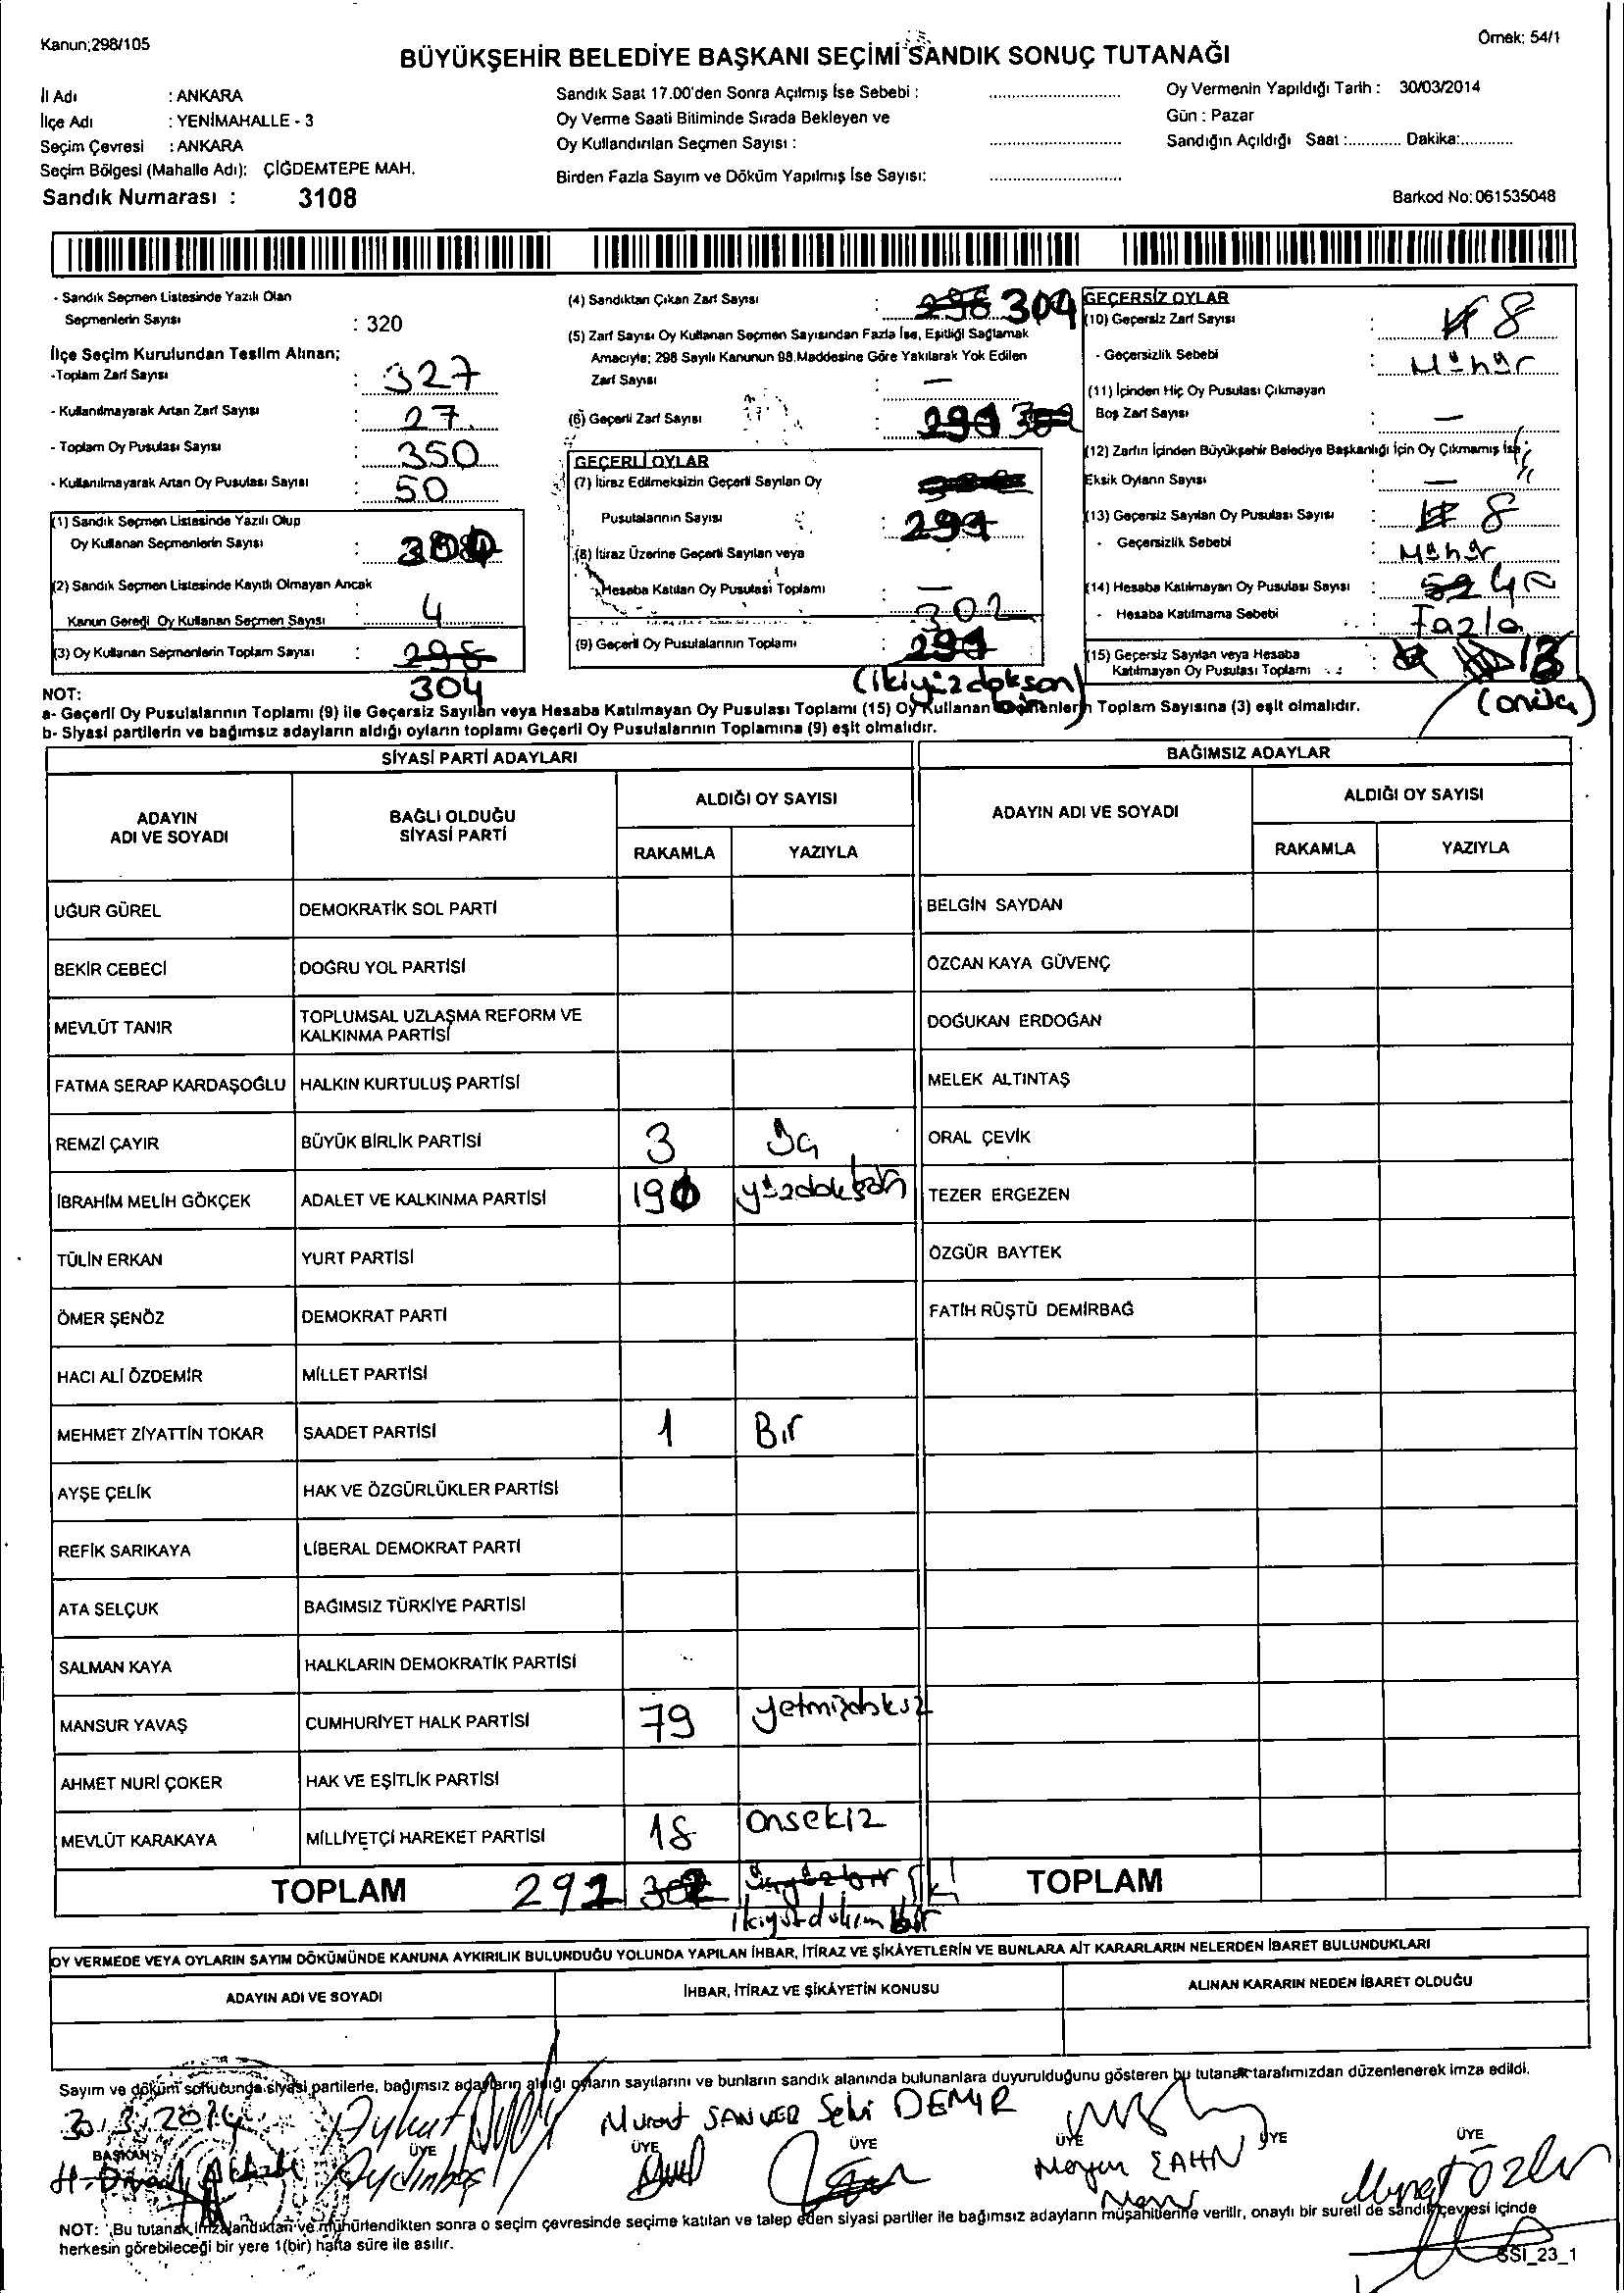 Kanun;298/105
Örnek: 54/1
BÜYÜKŞEHİR BELEDİYE BAŞKANI SEÇİMİ SANDIK SONUÇ TUTANAĞI
İl Adı : ANKARA
İlçe Adı : YENİMAHALLE - 3
Seçim Çevresi : ANKARA
Seçim Bölgesi (Mahalle Adı): ÇİĞDEMTEPE MAH.
Sandık Numarası : 3108
Sandık Saat 17.00'den Sonra Açılmış İse Sebebi :
Oy Verme Saati Bitiminde Sırada Bekleyen ve
Oy Kullandırılan Seçmen Sayısı :
Birden Fazla Sayım ve Döküm Yapılmış İse Sayısı:
Oy Vermenin Yapıldığı Tarih : 30/03/2014
Gün : Pazar
Sandığın Açıldığı Saat :............ Dakika:............
Barkod No: 061535048
- Sandık Seçmen Listesinde Yazılı Olan
Seçmenlerin Sayısı : 320
İlçe Seçim Kurulundan Teslim Alınan;
-Toplam Zarf Sayısı : 327
- Kullanılmayarak Artan Zarf Sayısı : 27
- Toplam Oy Pusulası Sayısı : 350
- Kullanılmayarak Artan Oy Pusulası Sayısı : 50
(1) Sandık Seçmen Listesinde Yazılı Olup
Oy Kullanan Seçmenlerin Sayısı :
(2) Sandık Seçmen Listesinde Kayıtlı Olmayan Ancak
Kanun Gereği Oy Kullanan Seçmen Sayısı 4
(3) Oy Kullanan Seçmenlerin Toplam Sayısı : 298
304
(4) Sandıktan Çıkan Zarf Sayısı : 298 304
(5) Zarf Sayısı Oy Kullanan Seçmen Sayısından Fazla İse, Eşitliği Sağlamak
Amacıyla; 298 Sayılı Kanunun 98.Maddesine Göre Yakılarak Yok Edilen
Zarf Sayısı : —
(6) Geçerli Zarf Sayısı :
GEÇERLİ OYLAR
(7) İtiraz Edilmeksizin Geçerli Sayılan Oy
Pusulalarının Sayısı :
(8) İtiraz Üzerine Geçerli Sayılan veya
Hesaba Katılan Oy Pusulası Toplamı : —
302
(9) Geçerli Oy Pusulalarının Toplamı :
(ikiyüzdokson)
GEÇERSİZ OYLAR
(10) Geçersiz Zarf Sayısı : 8
- Geçersizlik Sebebi : Mühür
(11) İçinden Hiç Oy Pusulası Çıkmayan
Boş Zarf Sayısı : —
(12) Zarfın İçinden Büyükşehir Belediye Başkanlığı İçin Oy Çıkmamış İse;
Eksik Oyların Sayısı : —
(13) Geçersiz Sayılan Oy Pusulası Sayısı : 8
- Geçersizlik Sebebi : Mühür
(14) Hesaba Katılmayan Oy Pusulası Sayısı :
- Hesaba Katılmama Sebebi : Fazla
(15) Geçersiz Sayılan veya Hesaba
Katılmayan Oy Pusulası Toplamı :
NOT:
a- Geçerli Oy Pusulalarının Toplamı (9) ile Geçersiz Sayılan veya Hesaba Katılmayan Oy Pusulası Toplamı (15) Oy Kullanan Seçmenlerin Toplam Sayısına (3) eşit olmalıdır.
b- Siyasi partilerin ve bağımsız adayların aldığı oyların toplamı Geçerli Oy Pusulalarının Toplamına (9) eşit olmalıdır.
SİYASİ PARTİ ADAYLARI
BAĞIMSIZ ADAYLAR
ADAYIN
ADI VE SOYADI
BAĞLI OLDUĞU
SİYASİ PARTİ
ALDIĞI OY SAYISI
RAKAMLA YAZIYLA
ADAYIN ADI VE SOYADI
ALDIĞI OY SAYISI
RAKAMLA YAZIYLA
UĞUR GÜREL DEMOKRATİK SOL PARTİ BELGİN SAYDAN
BEKİR CEBECİ DOĞRU YOL PARTİSİ ÖZCAN KAYA GÜVENÇ
MEVLÜT TANIR TOPLUMSAL UZLAŞMA REFORM VE
KALKINMA PARTİSİ DOĞUKAN ERDOĞAN
FATMA SERAP KARDAŞOĞLU HALKIN KURTULUŞ PARTİSİ MELEK ALTINTAŞ
REMZİ ÇAYIR BÜYÜK BİRLİK PARTİSİ 3 Üç ORAL ÇEVİK
İBRAHİM MELİH GÖKÇEK ADALET VE KALKINMA PARTİSİ 190 yüzdokson TEZER ERGEZEN
TÜLİN ERKAN YURT PARTİSİ ÖZGÜR BAYTEK
ÖMER ŞENÖZ DEMOKRAT PARTİ FATİH RÜŞTÜ DEMİRBAĞ
HACI ALİ ÖZDEMİR MİLLET PARTİSİ
MEHMET ZİYATTİN TOKAR SAADET PARTİSİ 1 Bir
AYŞE ÇELİK HAK VE ÖZGÜRLÜKLER PARTİSİ
REFİK SARIKAYA LİBERAL DEMOKRAT PARTİ
ATA SELÇUK BAĞIMSIZ TÜRKİYE PARTİSİ
SALMAN KAYA HALKLARIN DEMOKRATİK PARTİSİ
MANSUR YAVAŞ CUMHURİYET HALK PARTİSİ 79
AHMET NURİ ÇOKER HAK VE EŞİTLİK PARTİSİ
MEVLÜT KARAKAYA MİLLİYETÇİ HAREKET PARTİSİ 18 Onsekiz
TOPLAM 291 TOPLAM
OY VERMEDE VEYA OYLARIN SAYIM DÖKÜMÜNDE KANUNA AYKIRILIK BULUNDUĞU YOLUNDA YAPILAN İHBAR, İTİRAZ VE ŞİKÂYETLERİN VE BUNLARA AİT KARARLARIN NELERDEN İBARET BULUNDUKLARI
ADAYIN ADI VE SOYADI İHBAR, İTİRAZ VE ŞİKÂYETİN KONUSU ALINAN KARARIN NEDEN İBARET OLDUĞU
Sayım ve döküm sonucunda siyasi partilerle, bağımsız adayların aldığı oyların sayılarını ve bunların sandık alanında bulunanlara duyurulduğunu gösteren bu tutanak tarafımızdan düzenlenerek imza edildi.
30.3.2014 Aykut Murat SANVER DEMİR
BAŞKAN ÜYE ÜYE ÜYE ÜYE ÜYE ÜYE
NOT: Bu tutanak imzalandıktan ve mühürlendikten sonra o seçim çevresinde seçime katılan ve talep eden siyasi partiler ile bağımsız adayların müşahitlerine verilir, onaylı bir sureti de sandık çevresi içinde
herkesin görebileceği bir yere 1(bir) hafta süre ile asılır.
SSI_23_1